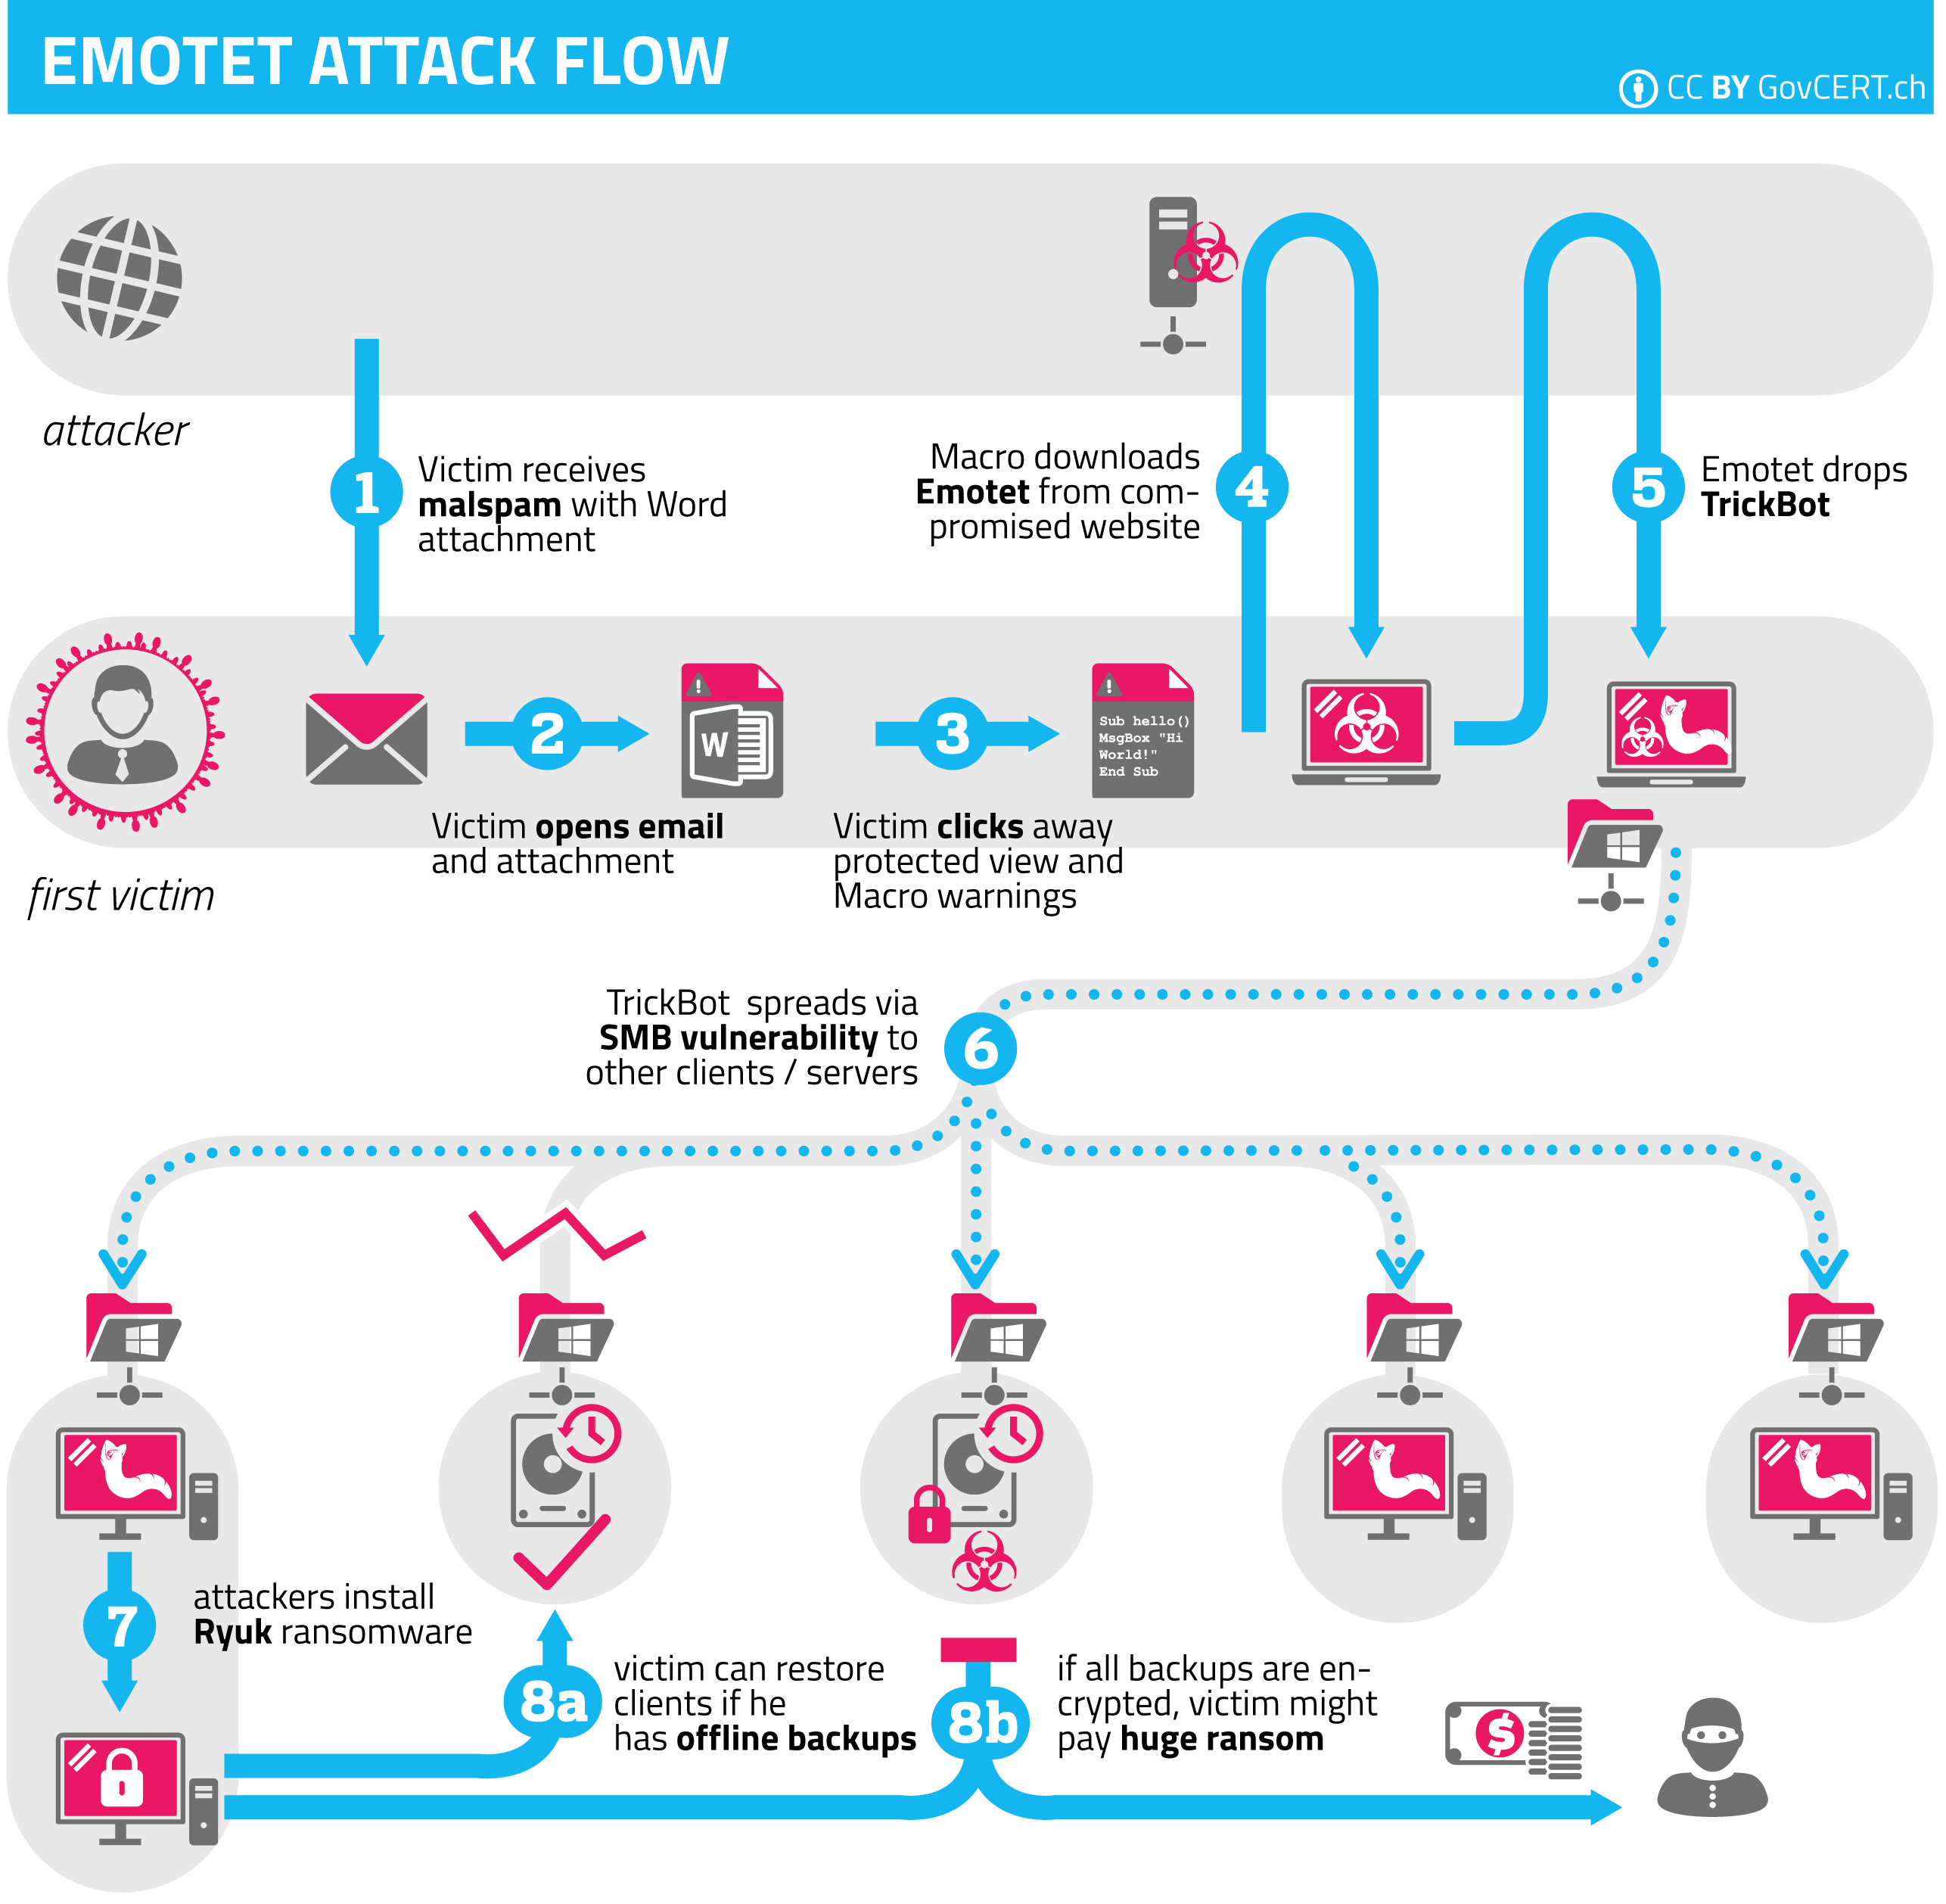 EMOTET ATTACK FLOW
CC BY GovCERT.ch
attacker
1
Victim receives
malspam with Word
attachment
Macro downloads
Emotet from com-
promised website
4
5
Emotet drops
TrickBot
first victim
2
Victim opens email
and attachment
W
3
Victim clicks away
protected view and
Macro warnings
Sub hello()
MsgBox "Hi
World!"
End Sub
TrickBot  spreads via
SMB vulnerability to
other clients / servers
6
7
attackers install
Ryuk ransomware
8a
victim can restore
clients if he
has offline backups
8b
if all backups are en-
crypted, victim might
pay huge ransom
$